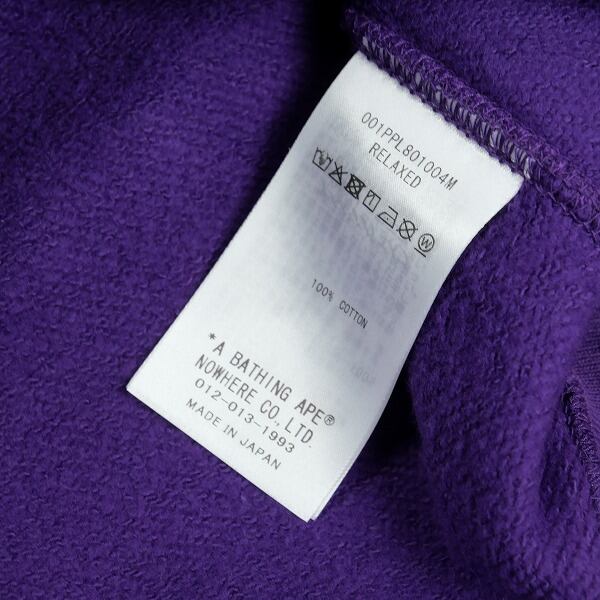 001PPL801004M
RELAXED
W
100% COTTON
*A BATHING APE®
NOWHERE CO., LTD.
012-013-1993
MADE IN JAPAN